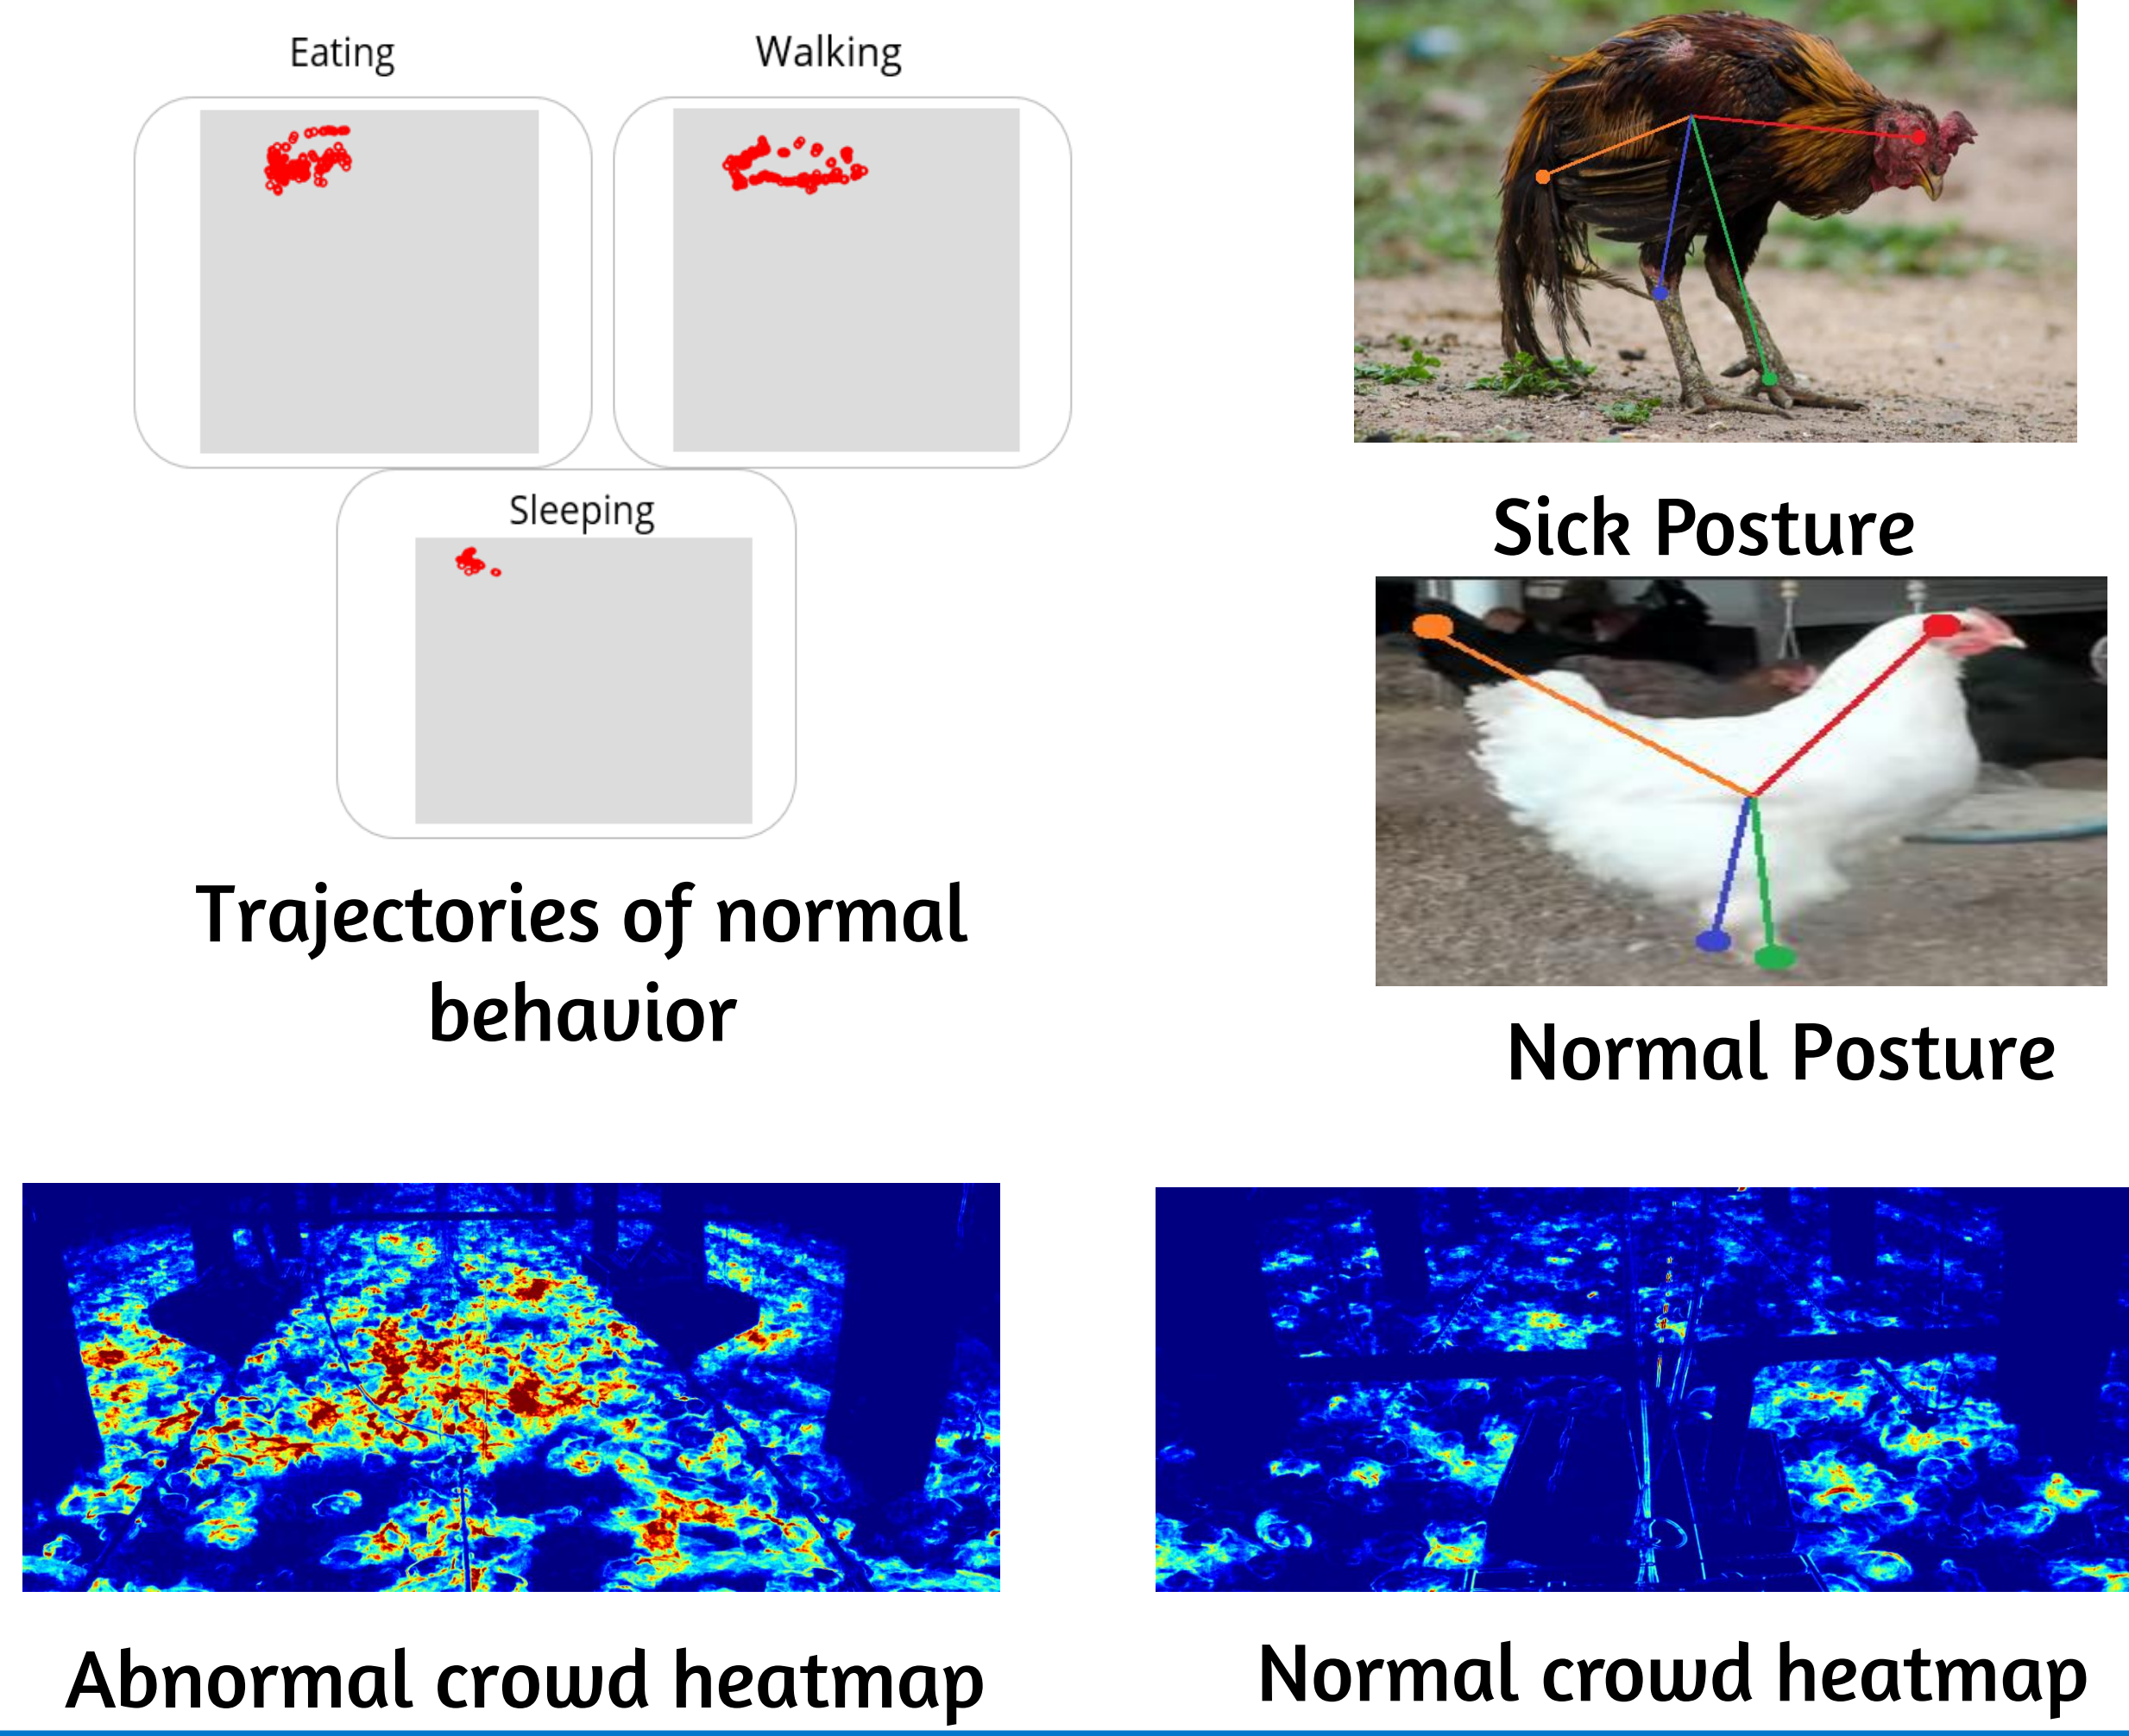 Eating
Walking
Sleeping
Trajectories of normal
behavior
Sick Posture
Normal Posture
Abnormal crowd heatmap
Normal crowd heatmap